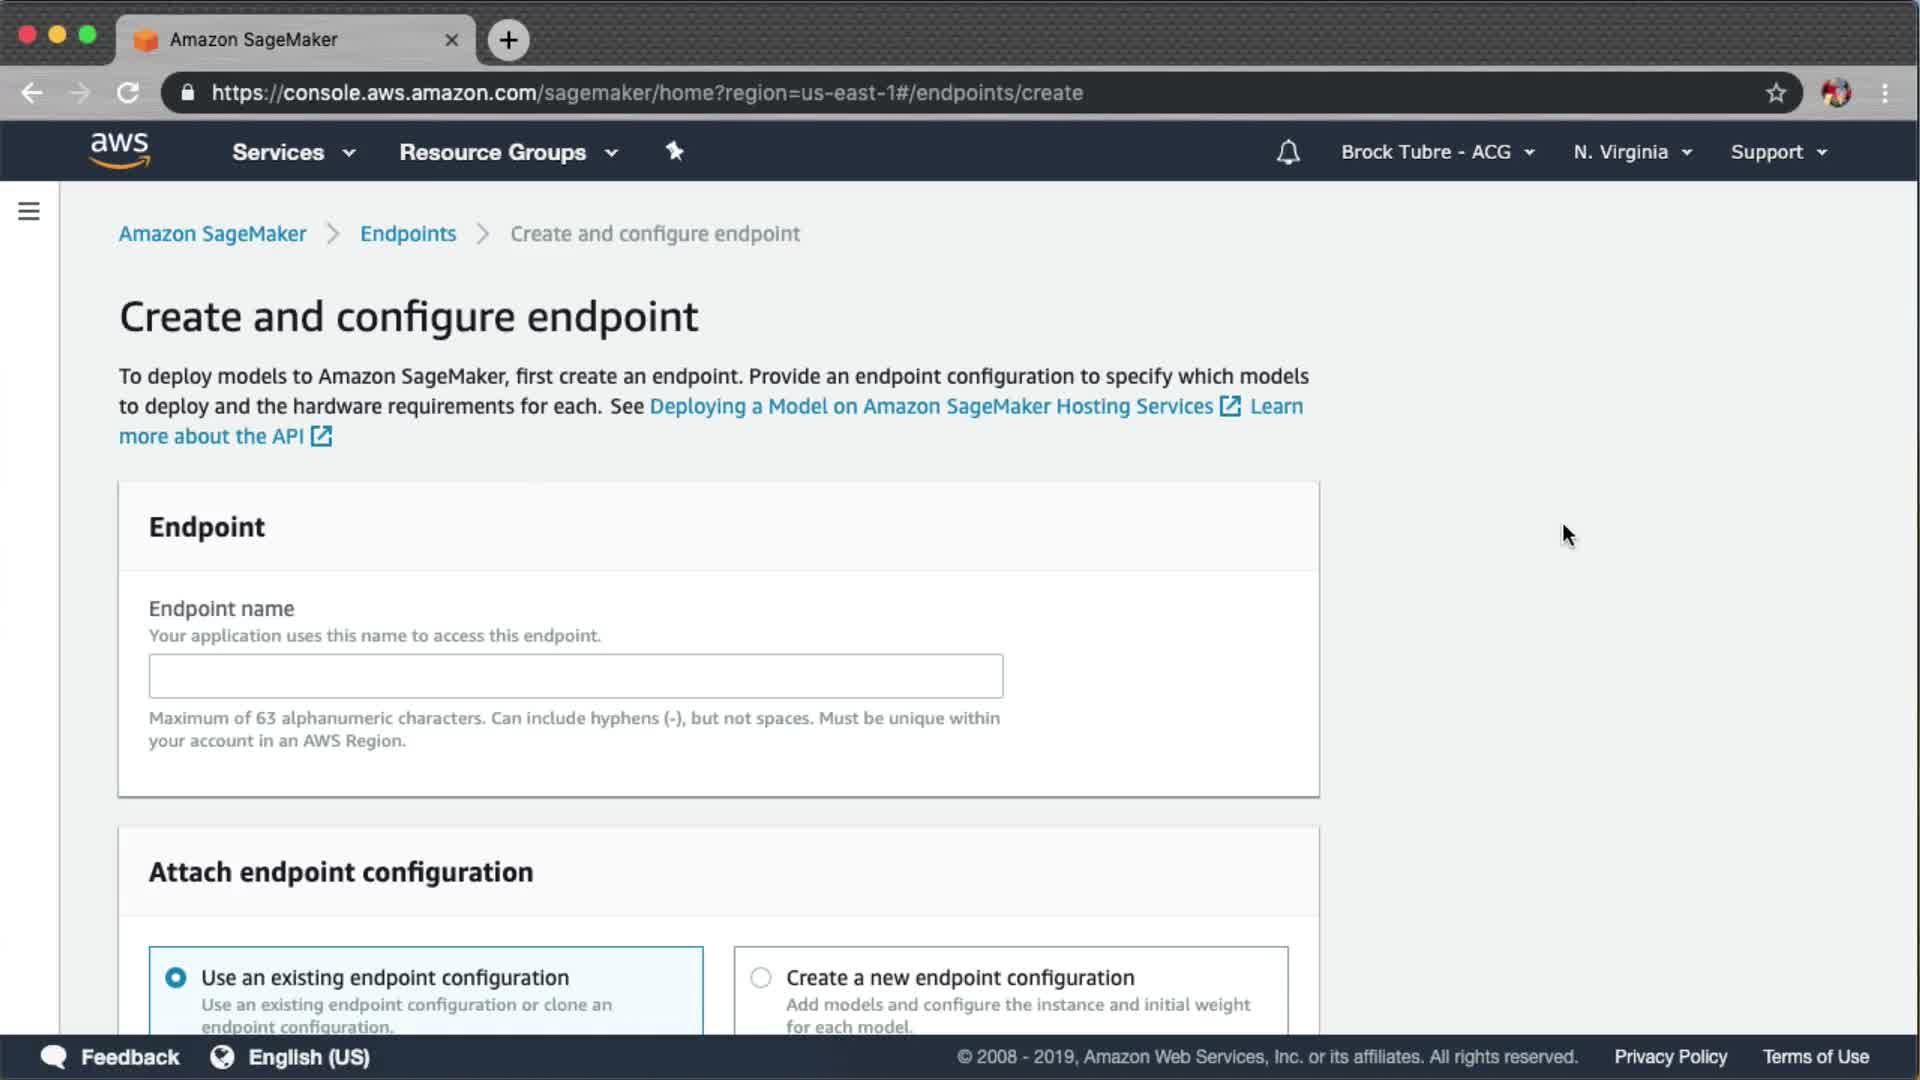 Amazon SageMaker
https://console.aws.amazon.com/sagemaker/home?region=us-east-1#/endpoints/create
aws
Services
Resource Groups
Brock Tubre - ACG
N. Virginia
Support
Amazon SageMaker
Endpoints
Create and configure endpoint
Create and configure endpoint
To deploy models to Amazon SageMaker, first create an endpoint. Provide an endpoint configuration to specify which models
to deploy and the hardware requirements for each. See Deploying a Model on Amazon SageMaker Hosting Services Learn
more about the API
Endpoint
Endpoint name
Your application uses this name to access this endpoint.
Maximum of 63 alphanumeric characters. Can include hyphens (-), but not spaces. Must be unique within
your account in an AWS Region.
Attach endpoint configuration
Use an existing endpoint configuration
Use an existing endpoint configuration or clone an
endpoint configuration.
Create a new endpoint configuration
Add models and configure the instance and initial weight
for each model.
Feedback
English (US)
© 2008 - 2019, Amazon Web Services, Inc. or its affiliates. All rights reserved.
Privacy Policy
Terms of Use